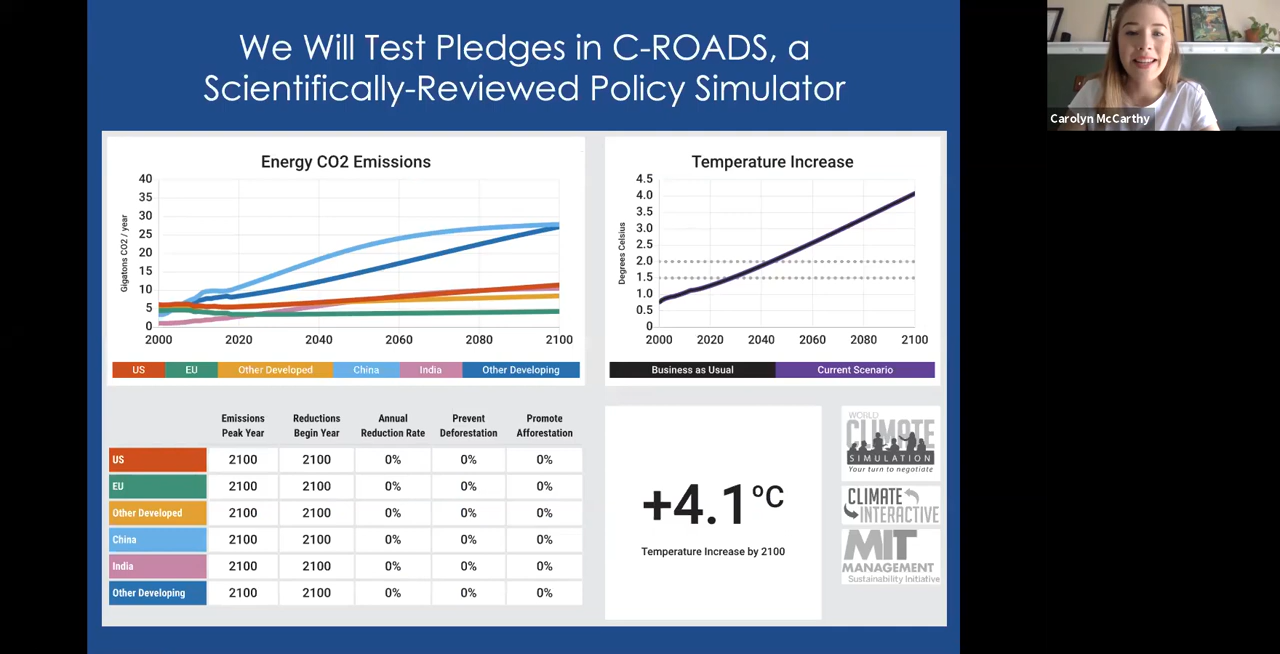 We Will Test Pledges in C-ROADS, a
Scientifically-Reviewed Policy Simulator
Carolyn McCarthy
Energy CO2 Emissions
Gigatons CO2 / year
40
35
30
25
20
15
10
5
0
2000 2020 2040 2060 2080 2100
US EU Other Developed China India Other Developing
Temperature Increase
Degrees Celsius
4.5
4.0
3.5
3.0
2.5
2.0
1.5
1.0
0.5
0
2000 2020 2040 2060 2080 2100
Business as Usual Current Scenario
Emissions Reductions Annual Prevent Promote
Peak Year Begin Year Reduction Rate Deforestation Afforestation
US 2100 2100 0% 0% 0%
EU 2100 2100 0% 0% 0%
Other Developed 2100 2100 0% 0% 0%
China 2100 2100 0% 0% 0%
India 2100 2100 0% 0% 0%
Other Developing 2100 2100 0% 0% 0%
+4.1°C
Temperature Increase by 2100
WORLD
CLIMATE
SIMULATION
Your turn to negotiate
CLIMATE
INTERACTIVE
MIT
MANAGEMENT
Sustainability Initiative